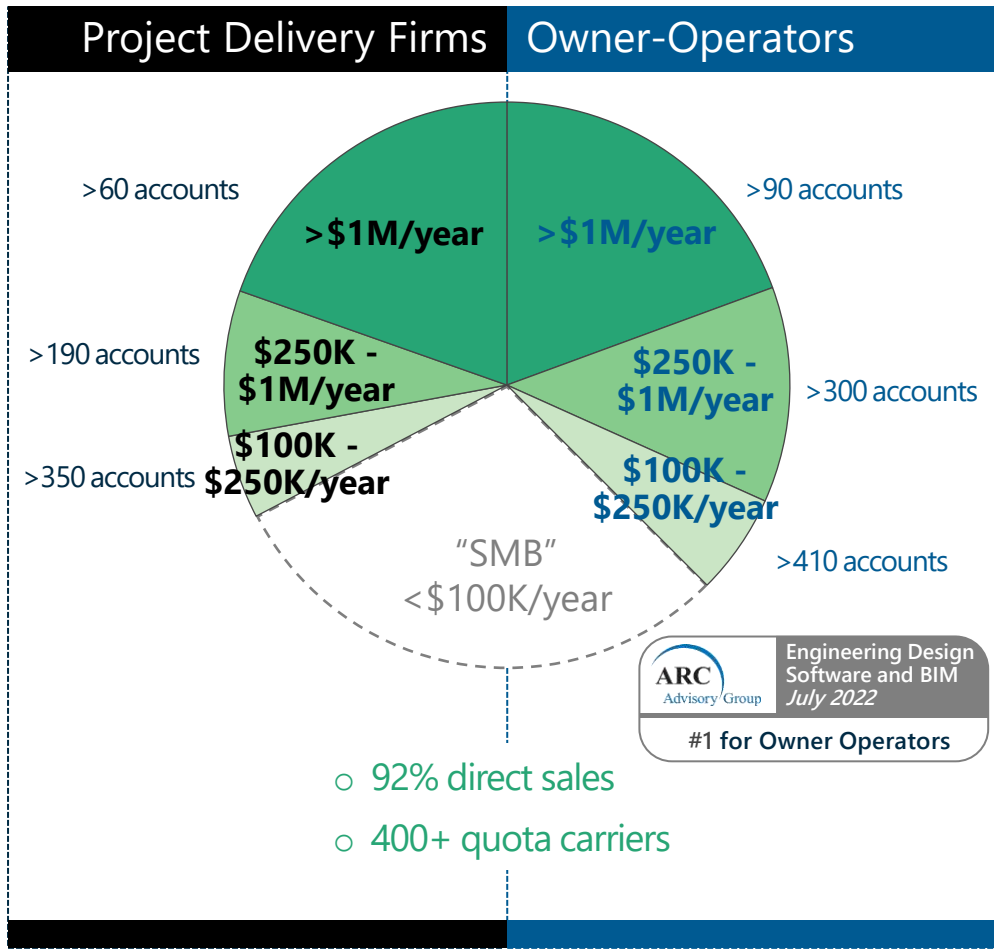 Project Delivery Firms
Owner-Operators
>60 accounts
>90 accounts
>$1M/year
>$1M/year
>190 accounts
$250K -
$1M/year
$250K -
$1M/year
>300 accounts
>350 accounts
$100K -
$250K/year
$100K -
$250K/year
>410 accounts
“SMB”
<$100K/year
ARC
Advisory Group
Engineering Design
Software and BIM
July 2022
#1 for Owner Operators
○ 92% direct sales
○ 400+ quota carriers